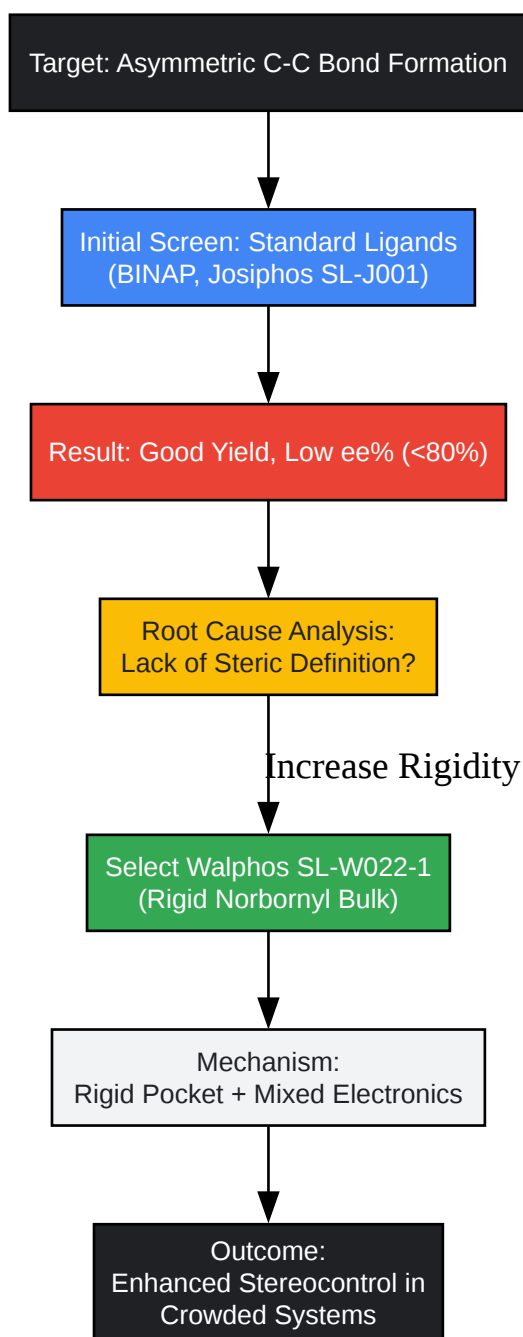 Target: Asymmetric C-C Bond Formation
Initial Screen: Standard Ligands
(BINAP, Josiphos SL-J001)
Result: Good Yield, Low ee% (<80%)
Root Cause Analysis:
Lack of Steric Definition?
Increase Rigidity
Select Walphos SL-W022-1
(Rigid Norbornyl Bulk)
Mechanism:
Rigid Pocket + Mixed Electronics
Outcome:
Enhanced Stereocontrol in
Crowded Systems